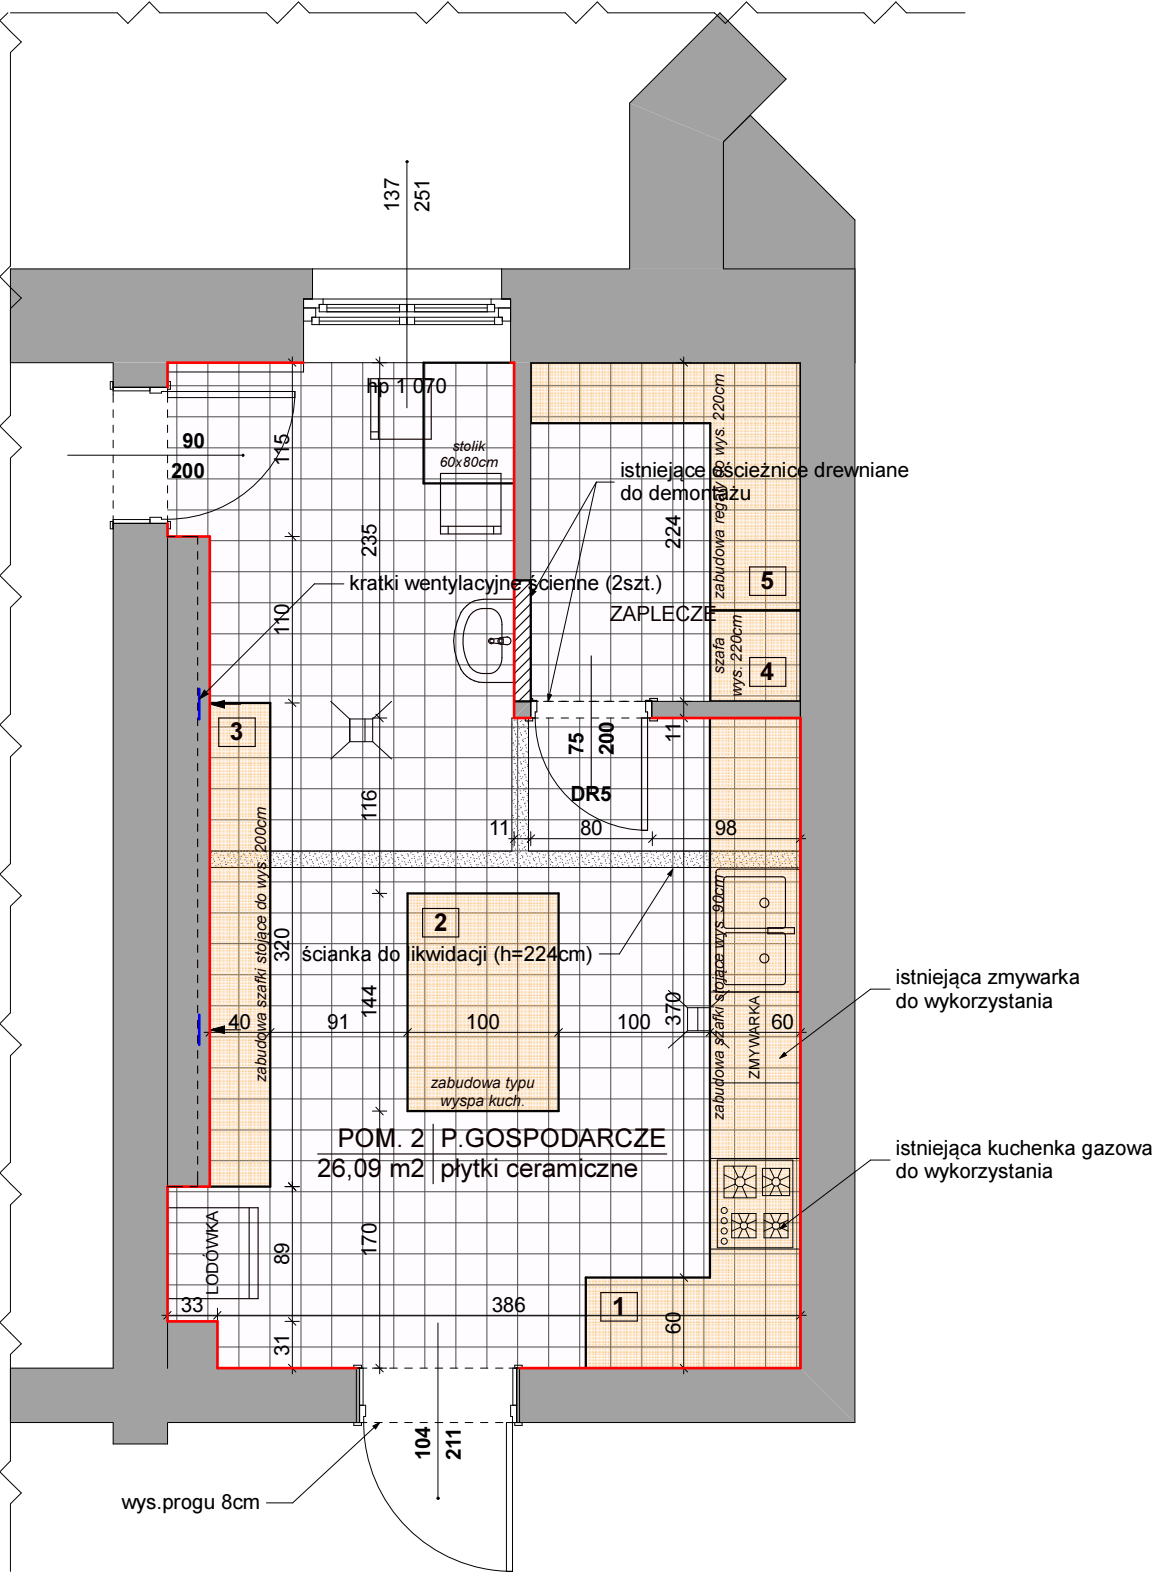 137
251
hp 1 070
90
200
115
stolik
60x80cm
istniejące ościeżnice drewniane
do demontażu
zabudowa regały do wys. 220cm
235
224
5
kratki wentylacyjne ścienne (2szt.)
110
ZAPLECZE
szafa
wys. 220cm
4
3
75
200
11
DR5
116
11
80
98
zabudowa szafki stojące do wys. 200cm
320
2
ścianka do likwidacji (h=224cm)
zabudowa szafki stojące wys. 90cm
istniejąca zmywarka
do wykorzystania
144
370
40
91
100
100
60
ZMYWARKA
zabudowa typu
wyspa kuch.
POM. 2 P.GOSPODARCZE
26,09 m2 płytki ceramiczne
istniejąca kuchenka gazowa
do wykorzystania
LODÓWKA
89
170
33
386
1
60
31
104
211
wys.progu 8cm